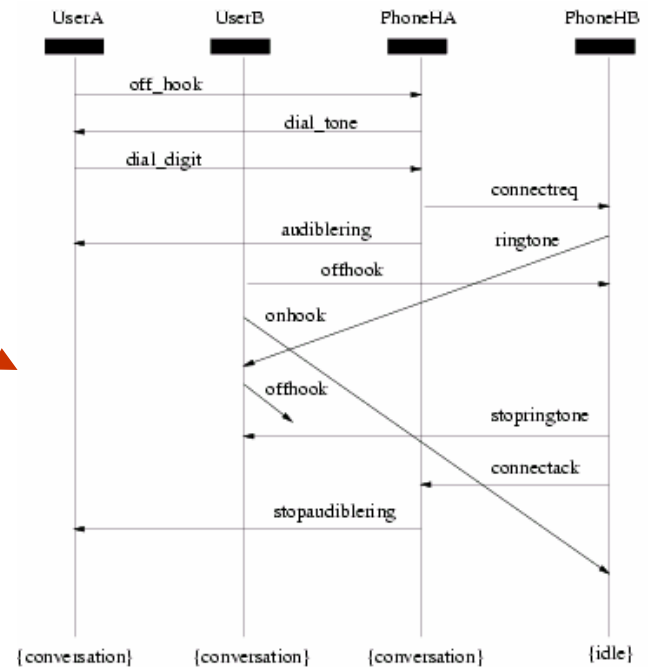 UserA UserB PhoneHA PhoneHB
off_hook
dial_tone
dial_digit
connectreq
audiblering
ringtone
offhook
onhook
offhook
stopringtone
connectack
stopaudiblering
{conversation} {conversation} {conversation} {idle}